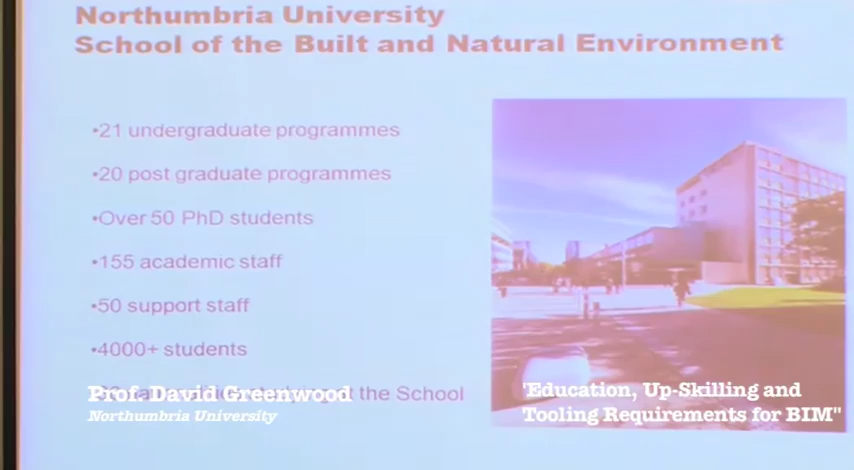 Northumbria University
School of the Built and Natural Environment
•21 undergraduate programmes
•20 post graduate programmes
•Over 50 PhD students
•155 academic staff
•50 support staff
•4000+ students
at the School
Prof. David Greenwood
Northumbria University
"Education, Up-Skilling and
Tooling Requirements for BIM"